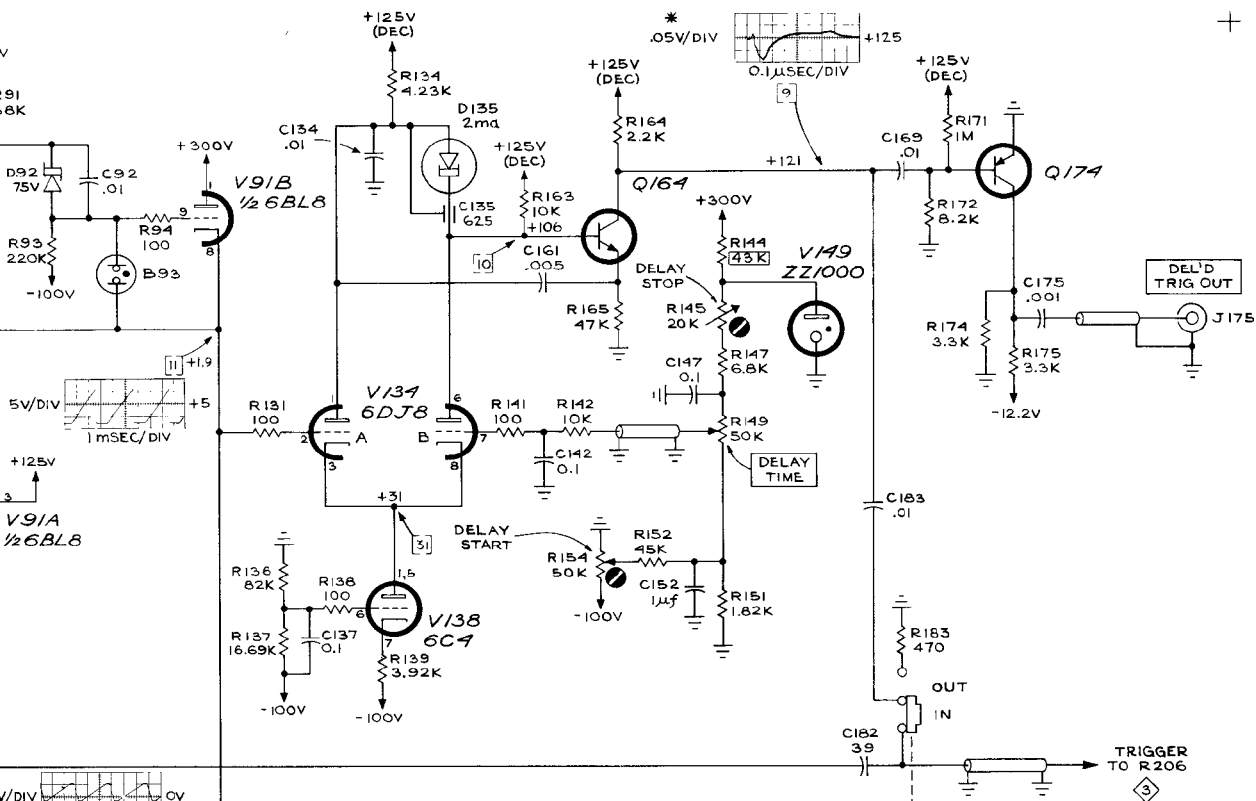 +125V
(DEC)
*
.05V/DIV
+125
0.1µSEC/DIV
9
+125V
(DEC)
+125V
(DEC)
R134
4.23K
D135
2ma
C134
.01
+125V
(DEC)
R163
10K
+106
C135
625
10
R164
2.2K
Q164
+121
C169
.01
R171
1M
Q174
R172
8.2K
V
R91
68K
D92
75V
C92
.01
+300V
1
V91B
½ 6BL8
9
8
R94
100
R93
220K
-100V
B93
C161
.005
R165
47K
+300V
R144
43K
V149
ZZ1000
DELAY
STOP
R145
20K
R147
6.8K
C147
0.1
R149
50K
DELAY
TIME
DEL'D
TRIG OUT
C175
.001
J175
R174
3.3K
R175
3.3K
-12.2V
11
+1.9
5V/DIV
+5
1mSEC/DIV
+125V
3
V91A
½ 6BL8
R131
100
V134
6DJ8
1
2
A
3
6
B
7
8
R141
100
R142
10K
C142
0.1
+31
31
C183
.01
DELAY
START
R154
50K
-100V
R152
45K
C152
1µf
R151
1.82K
R136
82K
R138
100
1,5
6
7
V138
6C4
R137
16.69K
C137
0.1
R139
3.92K
-100V
-100V
R183
470
OUT
IN
C182
39
TRIGGER
TO R206
3
V/DIV
0V